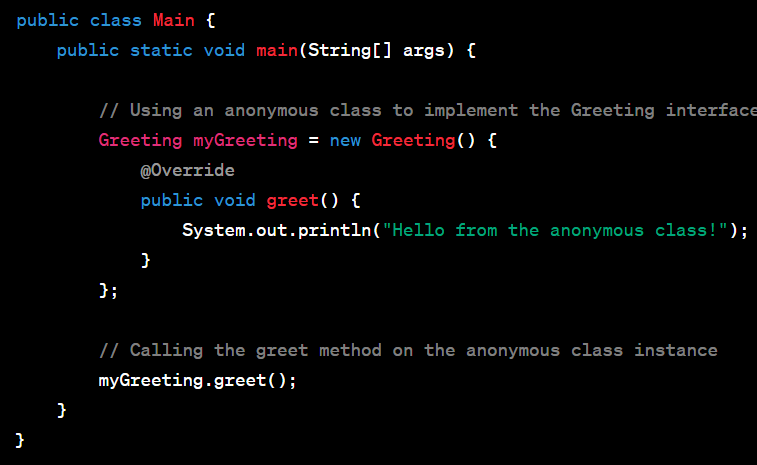 public class Main {
    public static void main(String[] args) {

        // Using an anonymous class to implement the Greeting interface
        Greeting myGreeting = new Greeting() {
            @Override
            public void greet() {
                System.out.println("Hello from the anonymous class!");
            }
        };

        // Calling the greet method on the anonymous class instance
        myGreeting.greet();
    }
}